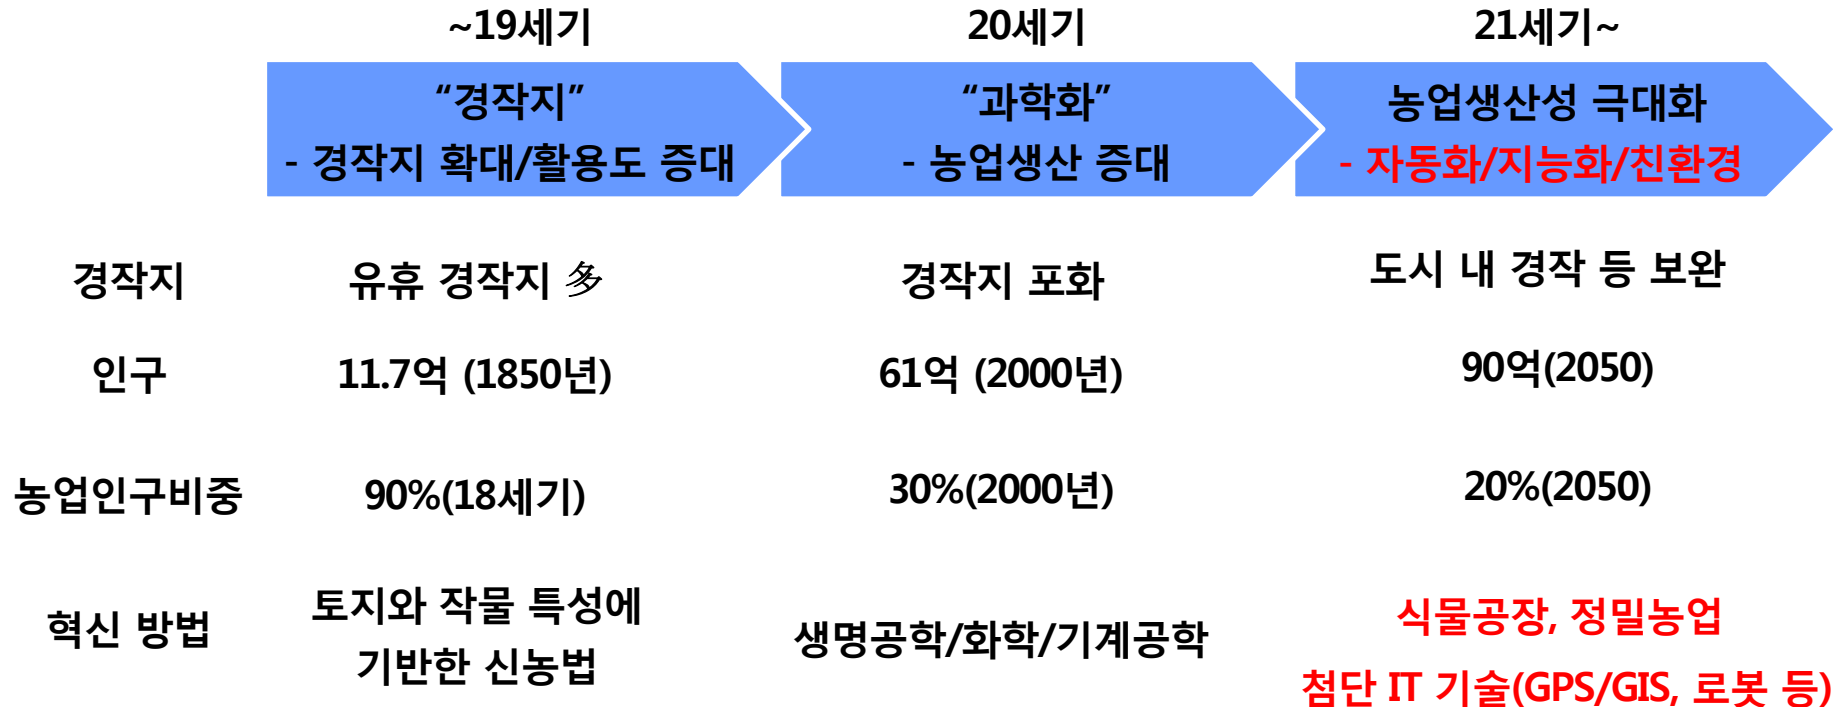 ~19세기 20세기 21세기~
“경작지” “과학화” 농업생산성 극대화
- 경작지 확대/활용도 증대 - 농업생산 증대 - 자동화/지능화/친환경
경작지 유휴 경작지 多 경작지 포화 도시 내 경작 등 보완
인구 11.7억 (1850년) 61억 (2000년) 90억(2050)
농업인구비중 90%(18세기) 30%(2000년) 20%(2050)
혁신 방법 토지와 작물 특성에 생명공학/화학/기계공학 식물공장, 정밀농업
기반한 신농법 첨단 IT 기술(GPS/GIS, 로봇 등)